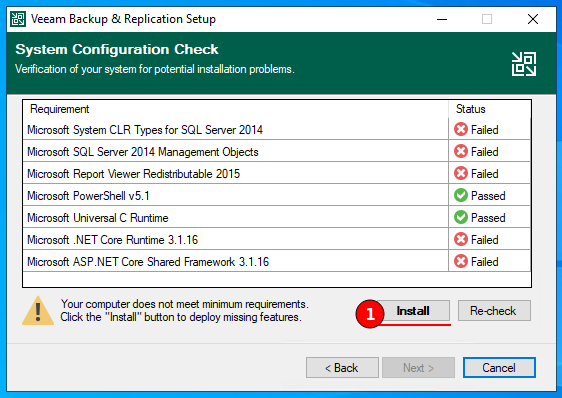 Veeam Backup & Replication Setup
System Configuration Check
Verification of your system for potential installation problems.
Requirement Status
Microsoft System CLR Types for SQL Server 2014 Failed
Microsoft SQL Server 2014 Management Objects Failed
Microsoft Report Viewer Redistributable 2015 Failed
Microsoft PowerShell v5.1 Passed
Microsoft Universal C Runtime Passed
Microsoft .NET Core Runtime 3.1.16 Failed
Microsoft ASP.NET Core Shared Framework 3.1.16 Failed
Your computer does not meet minimum requirements.
Click the "Install" button to deploy missing features.
1 Install Re-check
< Back Next > Cancel